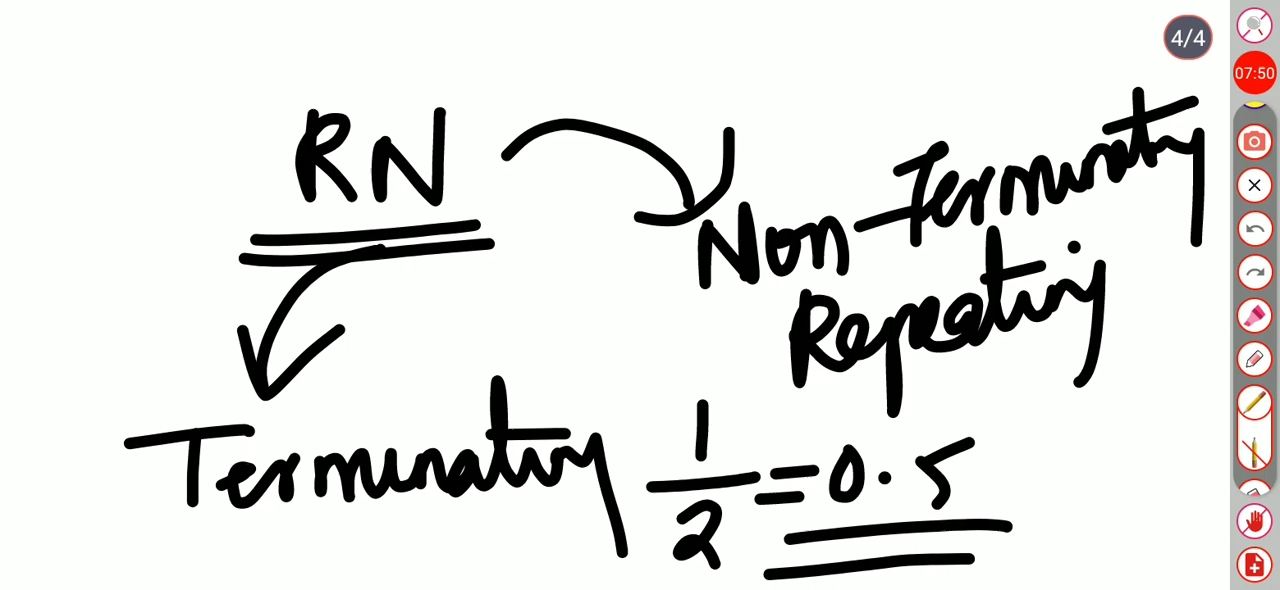 4/4
07:50
RN
Non-Terminating
Repeating
Terminating
1/2 = 0.5